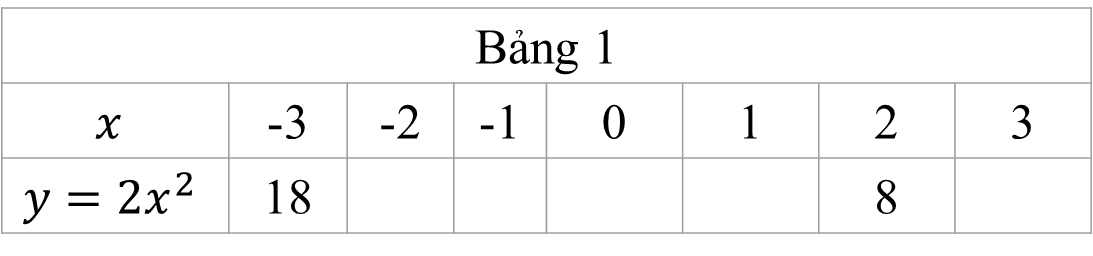 Bảng 1
x -3 -2 -1 0 1 2 3
y = 2x² 18 8